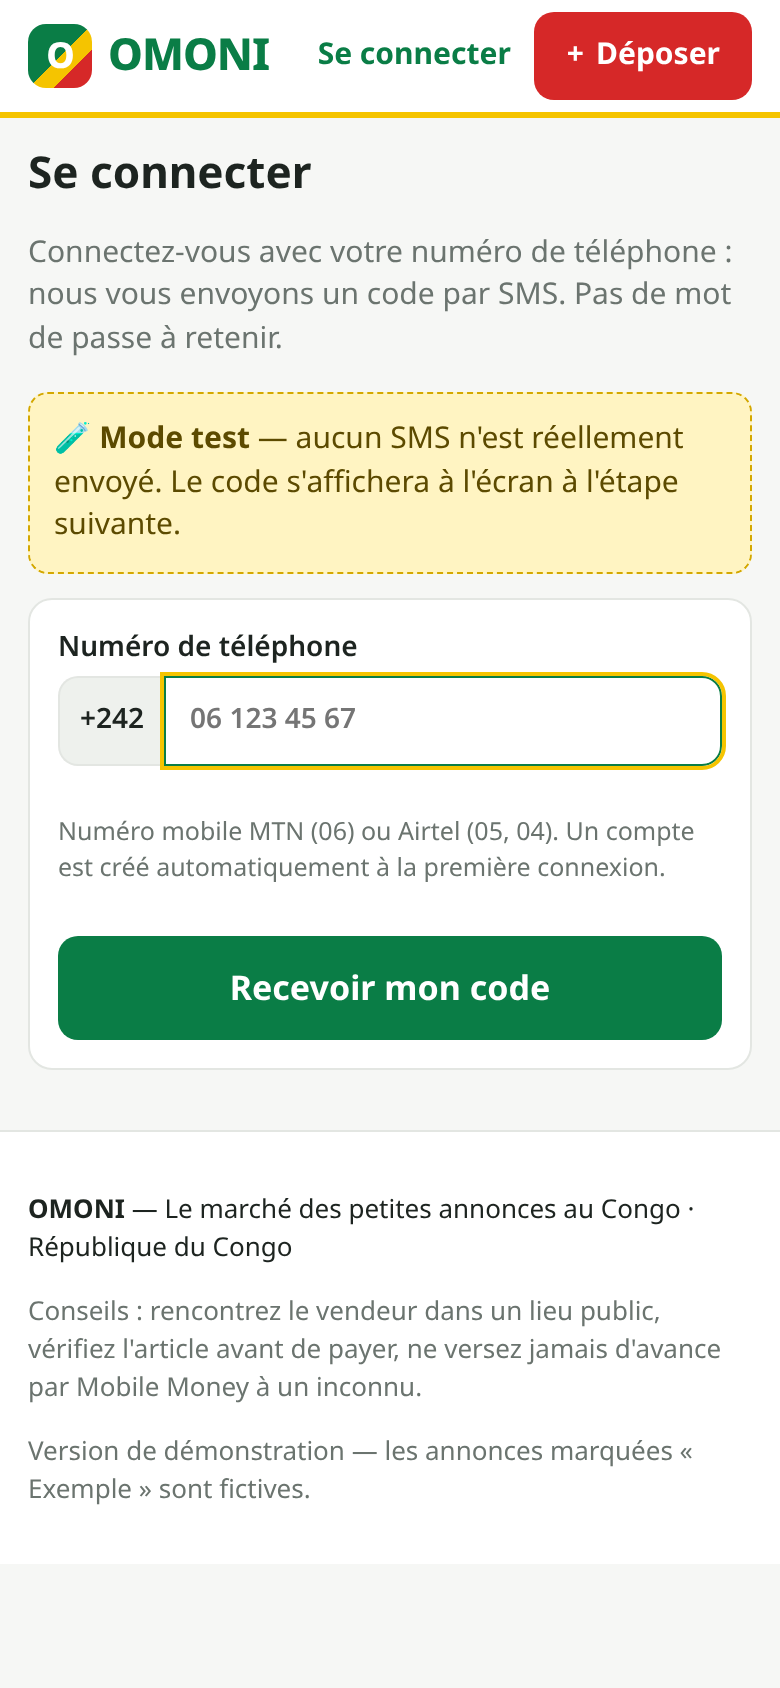 O OMONI Se connecter + Déposer
Se connecter
Connectez-vous avec votre numéro de téléphone :
nous vous envoyons un code par SMS. Pas de mot
de passe à retenir.
🧪 Mode test — aucun SMS n'est réellement
envoyé. Le code s'affichera à l'écran à l'étape
suivante.
Numéro de téléphone
+242 06 123 45 67
Numéro mobile MTN (06) ou Airtel (05, 04). Un compte
est créé automatiquement à la première connexion.
Recevoir mon code
OMONI — Le marché des petites annonces au Congo ·
République du Congo
Conseils : rencontrez le vendeur dans un lieu public,
vérifiez l'article avant de payer, ne versez jamais d'avance
par Mobile Money à un inconnu.
Version de démonstration — les annonces marquées «
Exemple » sont fictives.